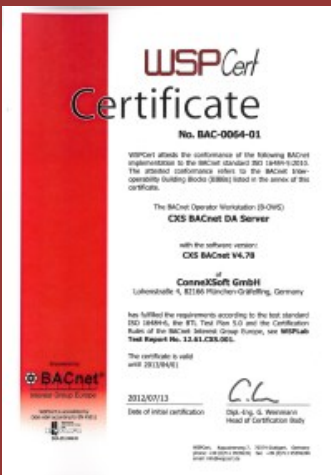 WSPCert
Certificate
No. BAC-0064-01
WSPCert attests the conformance of the following BACnet
implementation to the BACnet standard ISO 16484-5:2010.
The attested conformance refers to the BACnet Inter-
operability Building Blocks (BIBBs) listed in the annex of this
certificate.
The BACnet Operator Workstation (B-OWS)
CXS BACnet DA Server
with the software version:
CXS BACnet V4.78
of
ConneXSoft GmbH
82166 München-Gräfelfing, Germany
has fulfilled the requirements according to the test standard
ISO 16484-6, the BTL Test Plan 5.0 and the Certification
Rules of the BACnet Interest Group Europe, see WSPLab
Test Report No. 12.61.CXS.001.
The certificate is valid
until 2013/04/01
BACnet®
Interest Group Europe
2012/07/13
Date of initial certification
Dipl.-Ing. G. Weinmann
Head of Certification Body